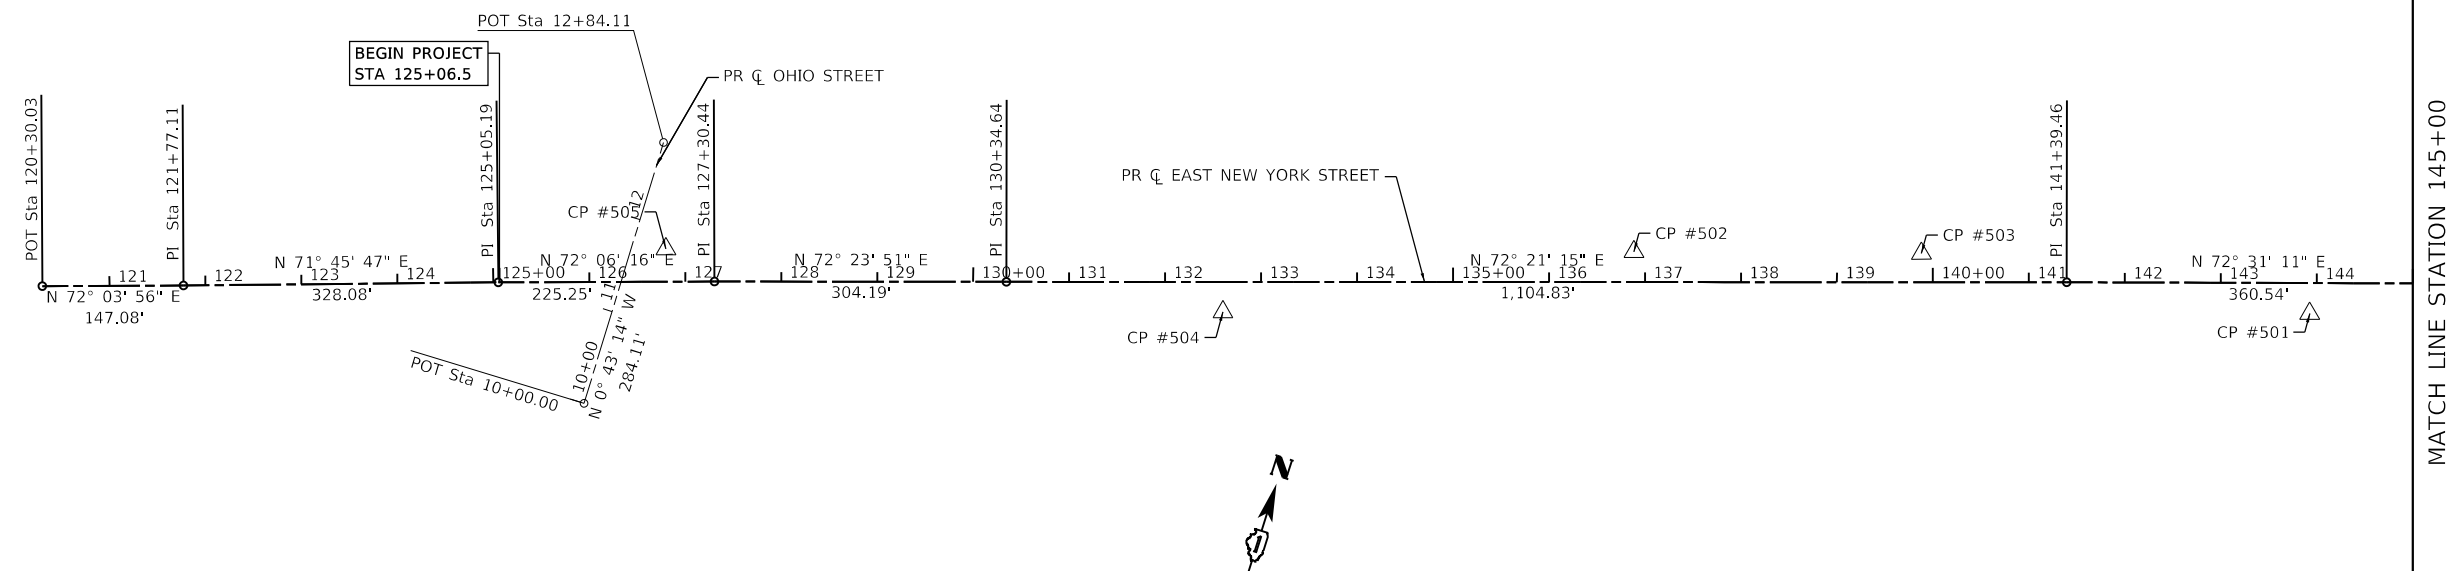 POT Sta 12+84.11
BEGIN PROJECT
STA 125+06.5
PR ℄ OHIO STREET
POT Sta 120+30.03
PI Sta 121+77.11
PI Sta 125+05.19
PI Sta 127+30.44
PI Sta 130+34.64
PI Sta 141+39.46
PR ℄ EAST NEW YORK STREET
CP #505
CP #502
CP #503
12
N 71° 45' 47" E
N 72° 06' 16" E
N 72° 23' 51" E
N 72° 21' 15" E
N 72° 31' 11" E
121 122 123 124 125+00 126 127 128 129 130+00 131 132 133 134 135+00 136 137 138 139 140+00 141 142 143 144
N 72° 03' 56" E
147.08'
328.08'
225.25'
304.19'
1,104.83'
360.54'
11
CP #504
CP #501
10+00
N 0° 43' 14" W
284.11'
POT Sta 10+00.00
MATCH LINE STATION 145+00
N